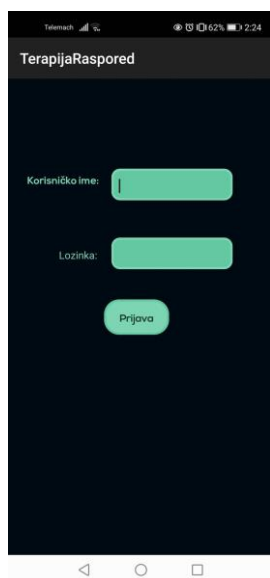 Telemach 62% 2:24
TerapijaRaspored
Korisničko ime:
Lozinka:
Prijava